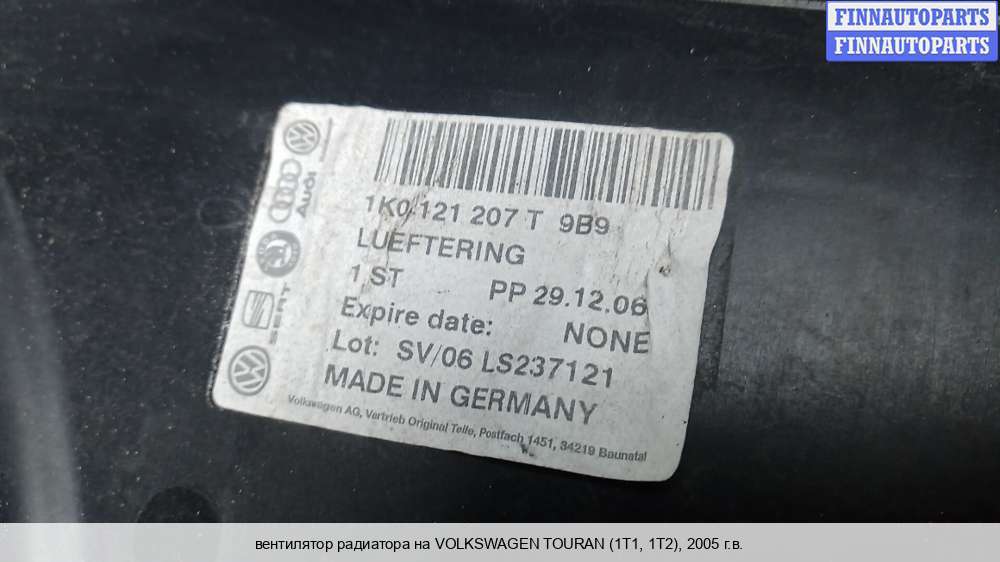 FINNAUTOPARTS
FINNAUTOPARTS
1K0 121 207 T 9B9
LUEFTERING
1 ST PP 29.12.06
Expire date: NONE
Lot: SV/06 LS237121
MADE IN GERMANY
Volkswagen AG, Vertrieb Original Teile, Postfach 1451, 34219 Baunatal
Audi
SEAT
вентилятор радиатора на VOLKSWAGEN TOURAN (1T1, 1T2), 2005 г.в.